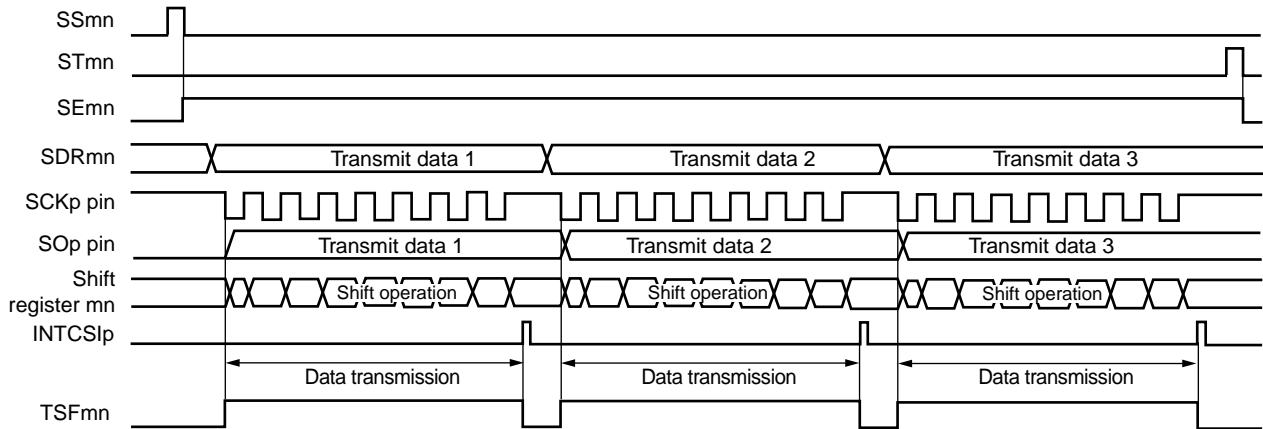 SSmn
STmn
SEmn
SDRmn Transmit data 1 Transmit data 2 Transmit data 3
SCKp pin
SOp pin Transmit data 1 Transmit data 2 Transmit data 3
Shift
register mn Shift operation Shift operation Shift operation
INTCSIp
Data transmission Data transmission Data transmission
TSFmn